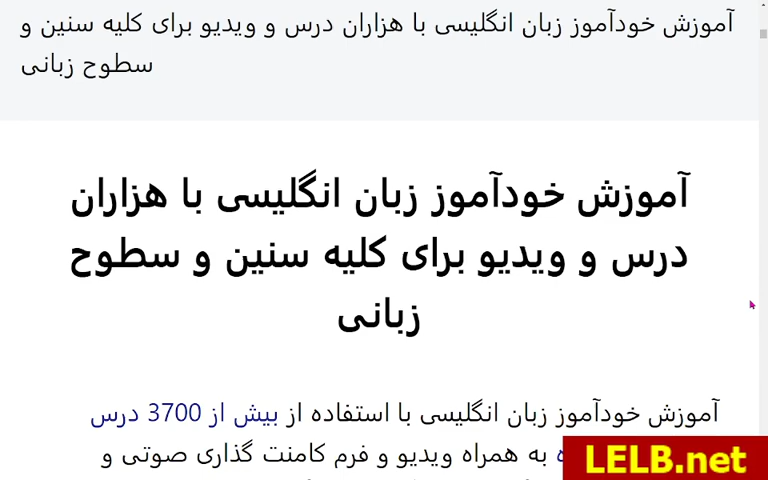 آموزش خودآموز زبان انگلیسی با هزاران درس و ویدیو برای کلیه سنین و
سطوح زبانی
آموزش خودآموز زبان انگلیسی با هزاران
درس و ویدیو برای کلیه سنین و سطوح
زبانی
آموزش خودآموز زبان انگلیسی با استفاده از بیش از 3700 درس
به همراه ویدیو و فرم کامنت گذاری صوتی و
LELB.net